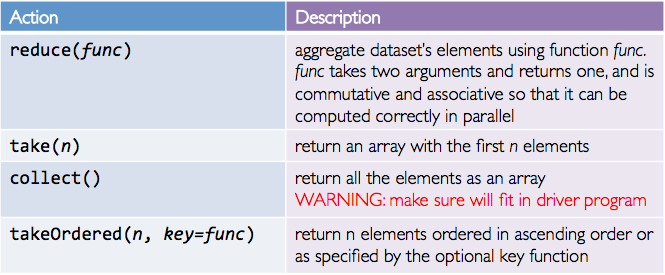 Action Description
reduce(func) aggregate dataset's elements using function func.
func takes two arguments and returns one, and is
commutative and associative so that it can be
computed correctly in parallel
take(n) return an array with the first n elements
collect() return all the elements as an array
WARNING: make sure will fit in driver program
takeOrdered(n, key=func) return n elements ordered in ascending order or
as specified by the optional key function